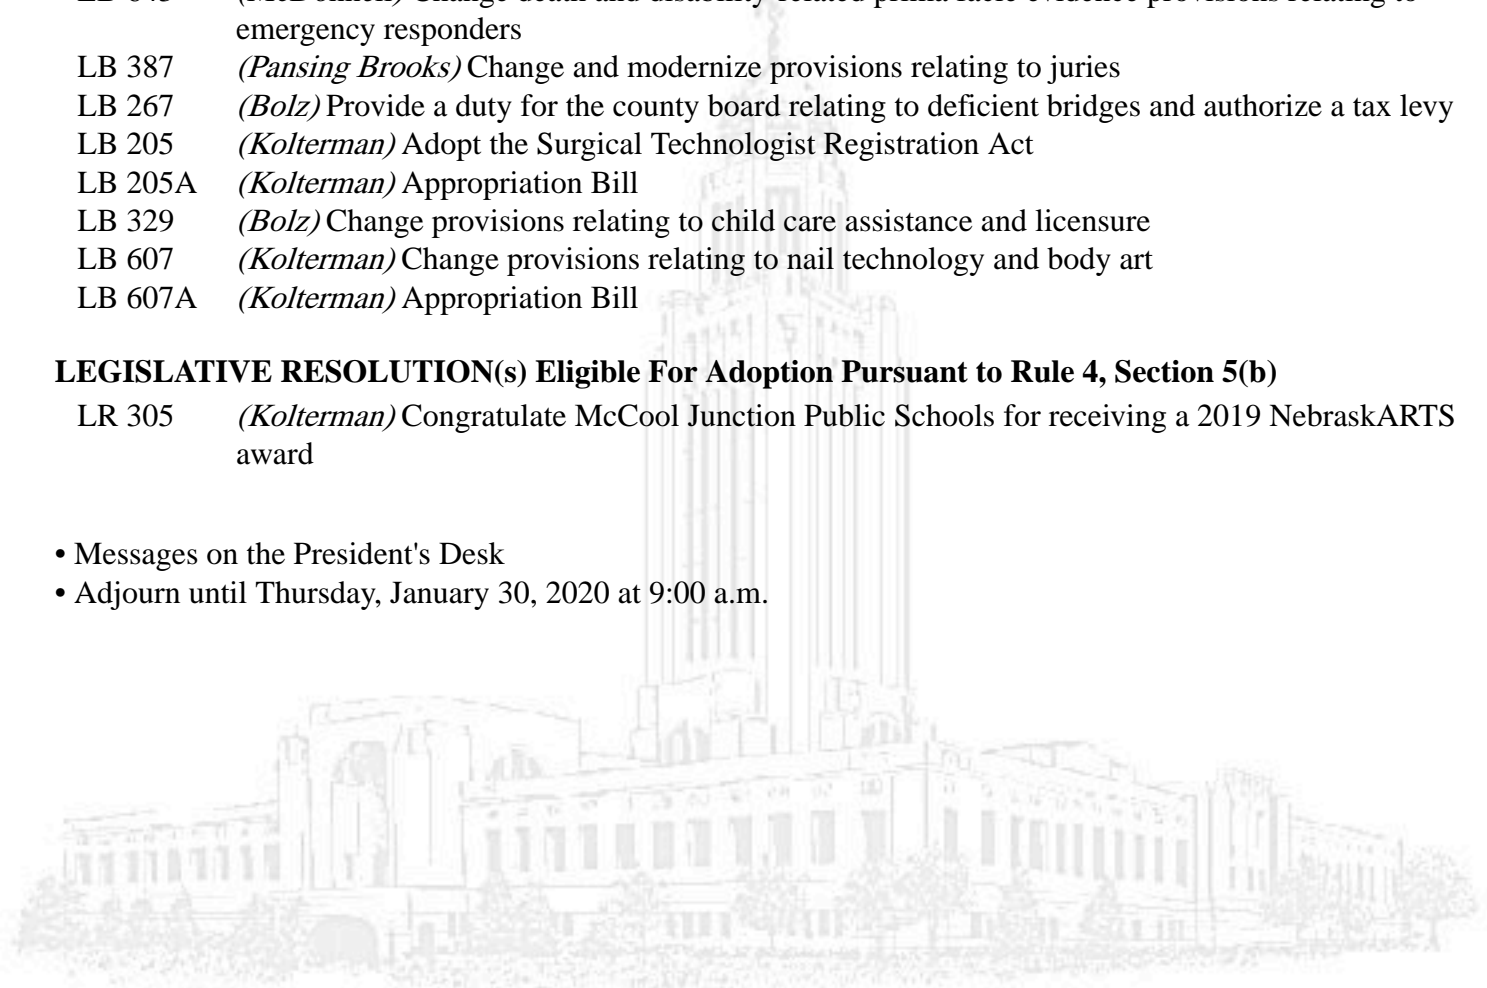 emergency responders
LB 387 (Pansing Brooks) Change and modernize provisions relating to juries
LB 267 (Bolz) Provide a duty for the county board relating to deficient bridges and authorize a tax levy
LB 205 (Kolterman) Adopt the Surgical Technologist Registration Act
LB 205A (Kolterman) Appropriation Bill
LB 329 (Bolz) Change provisions relating to child care assistance and licensure
LB 607 (Kolterman) Change provisions relating to nail technology and body art
LB 607A (Kolterman) Appropriation Bill
LEGISLATIVE RESOLUTION(s) Eligible For Adoption Pursuant to Rule 4, Section 5(b)
LR 305 (Kolterman) Congratulate McCool Junction Public Schools for receiving a 2019 NebraskARTS
award
• Messages on the President's Desk
• Adjourn until Thursday, January 30, 2020 at 9:00 a.m.